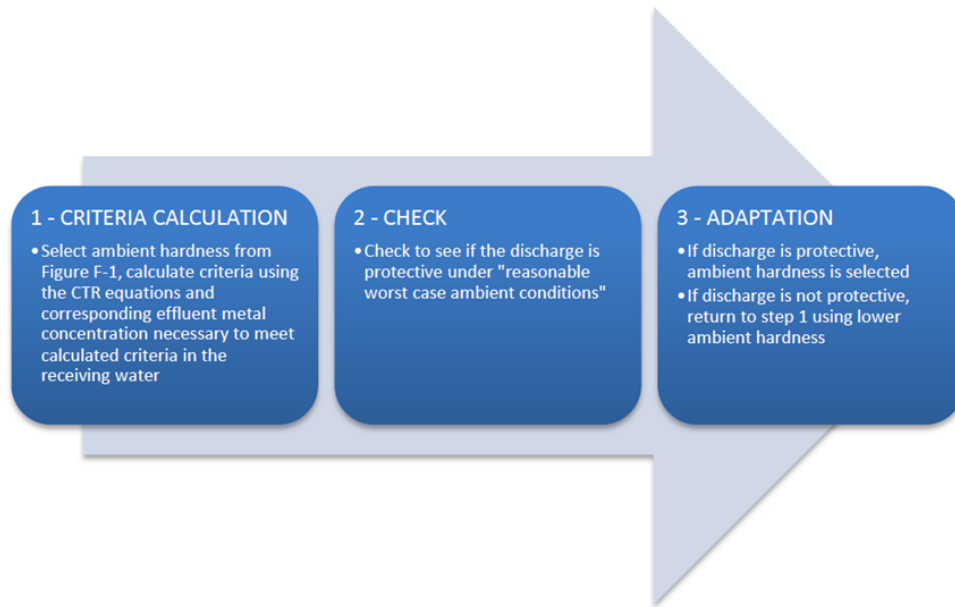 1 - CRITERIA CALCULATION
•Select ambient hardness from
Figure F-1, calculate criteria using
the CTR equations and
corresponding effluent metal
concentration necessary to meet
calculated criteria in the
receiving water
2 - CHECK
•Check to see if the discharge is
protective under "reasonable
worst case ambient conditions"
3 - ADAPTATION
•If discharge is protective,
ambient hardness is selected
•If discharge is not protective,
return to step 1 using lower
ambient hardness